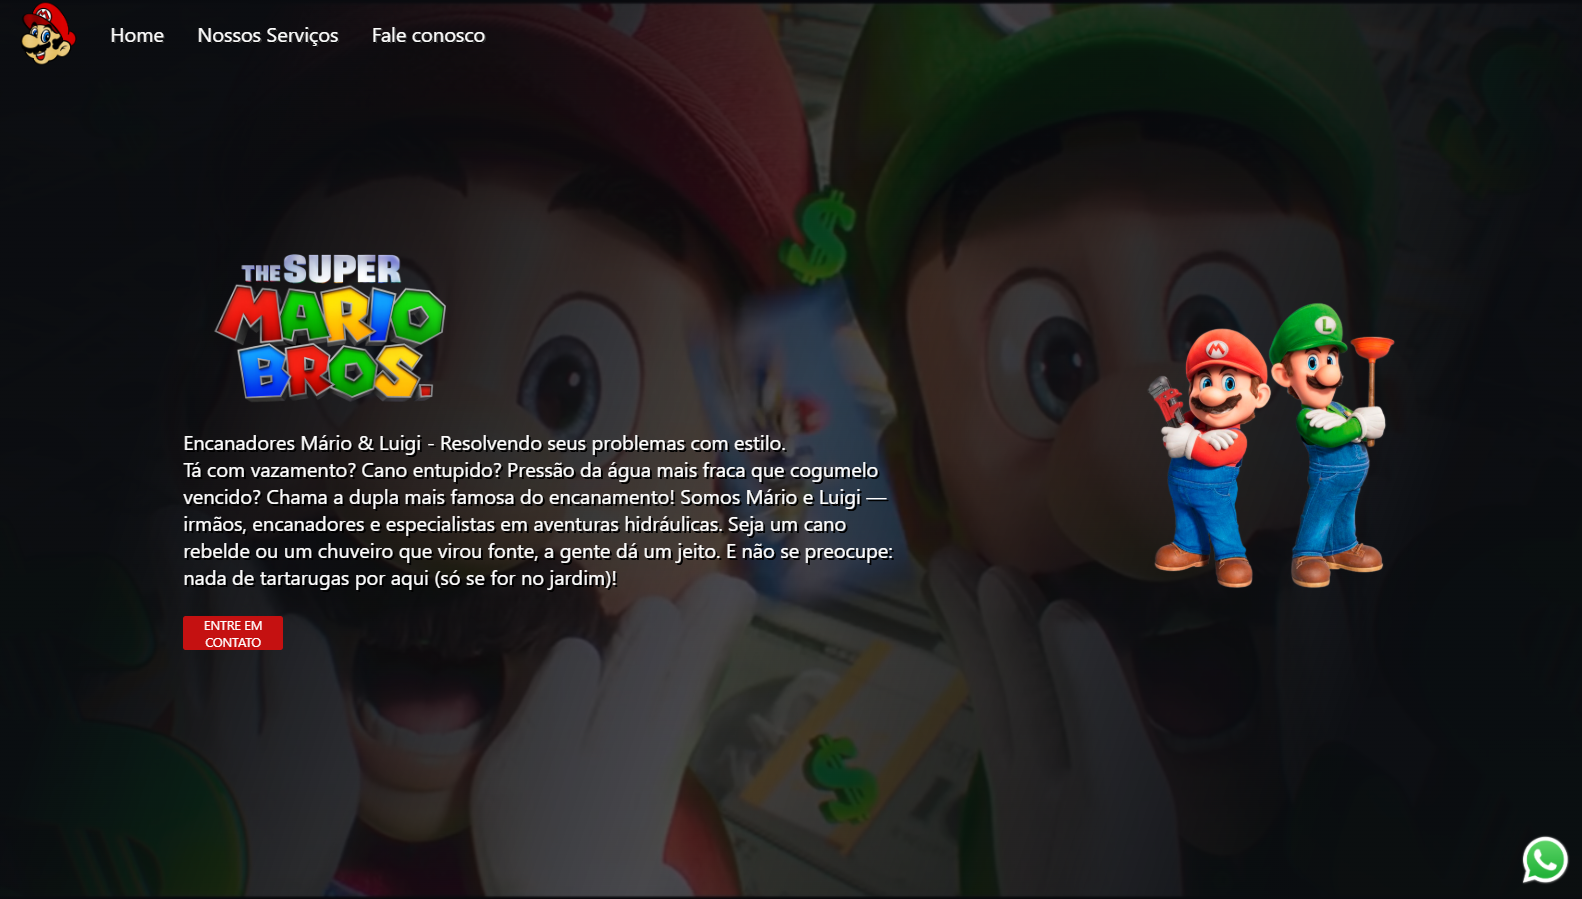 Home
Nossos Serviços
Fale conosco
THE SUPER
MARIO
BROS.
Encanadores Mário & Luigi - Resolvendo seus problemas com estilo.
Tá com vazamento? Cano entupido? Pressão da água mais fraca que cogumelo
vencido? Chama a dupla mais famosa do encanamento! Somos Mário e Luigi —
irmãos, encanadores e especialistas em aventuras hidráulicas. Seja um cano
rebelde ou um chuveiro que virou fonte, a gente dá um jeito. E não se preocupe:
nada de tartarugas por aqui (só se for no jardim)!
ENTRE EM
CONTATO
M
L